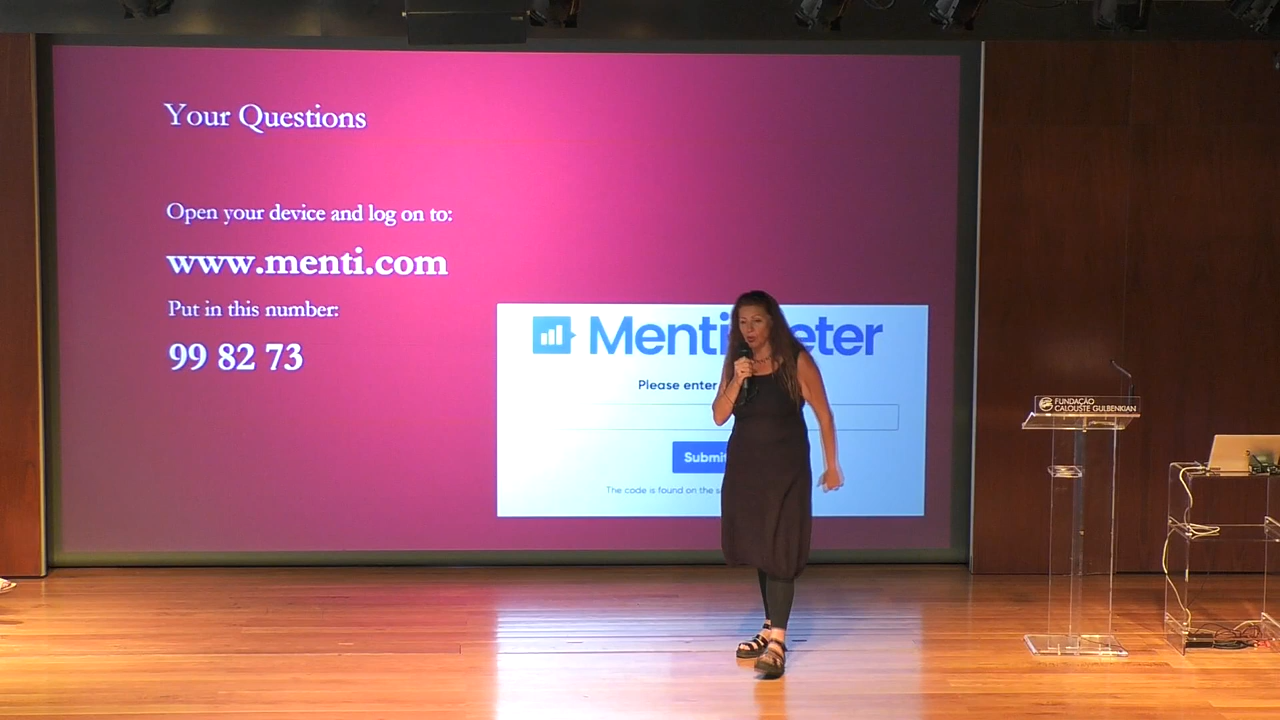 Your Questions
Open your device and log on to:
www.menti.com
Put in this number:
99 82 73
Menti eter
Please enter
Submit
The code is found on the
FUNDAÇÃO
CALOUSTE GULBENKIAN